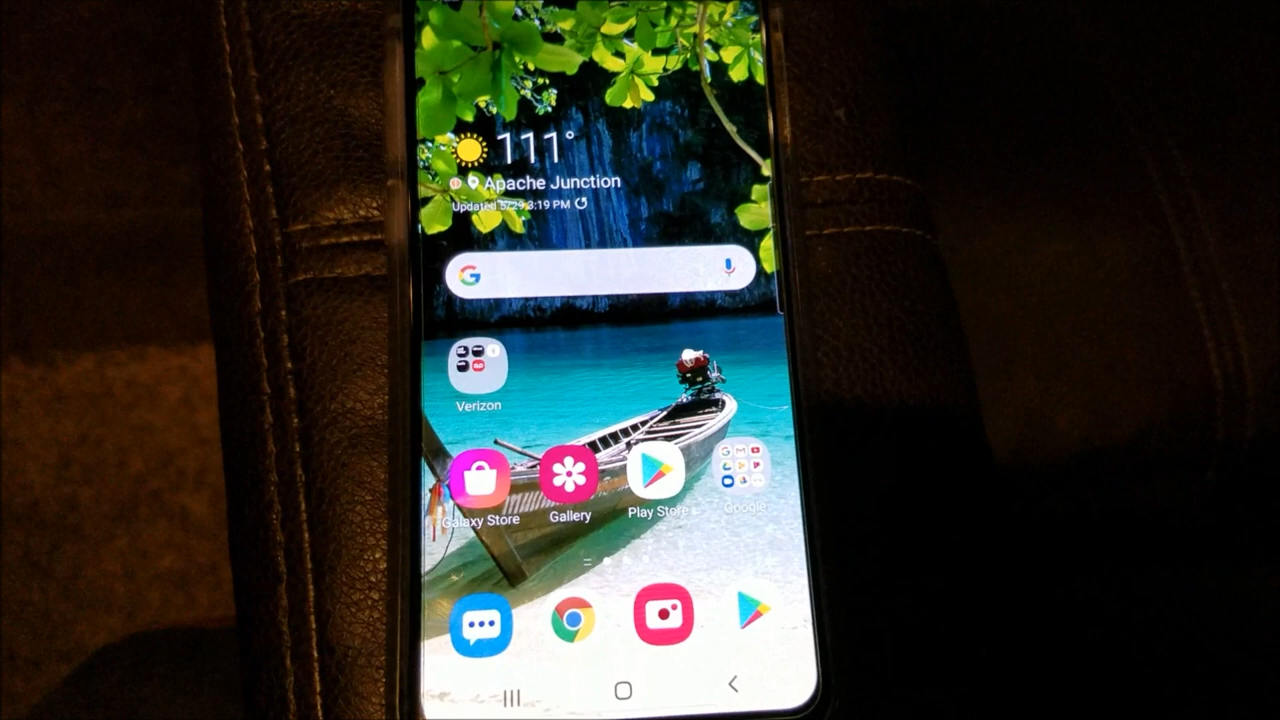 111°
Apache Junction
Updated 5/29 3:19 PM
Verizon
Galaxy Store
Gallery
Play Store
Google